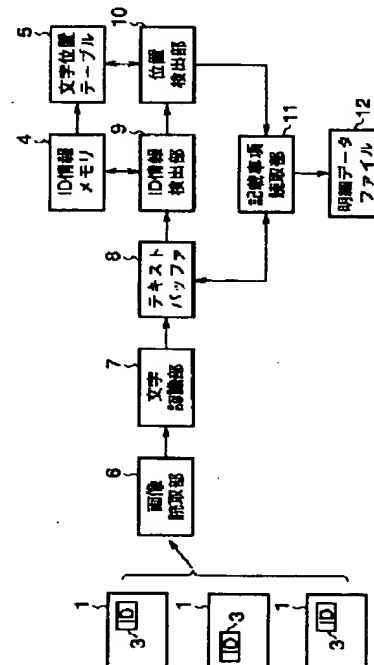 1
ID
3
1
ID
3
1
ID
3
6
画像
読取部
7
文字
認識部
8
テキスト
バッファ
4
ID情報
メモリ
9
ID情報
検出部
5
文字位置
テーブル
10
位置
検出部
記載事項
読取部
11
明細データ
ファイル
12